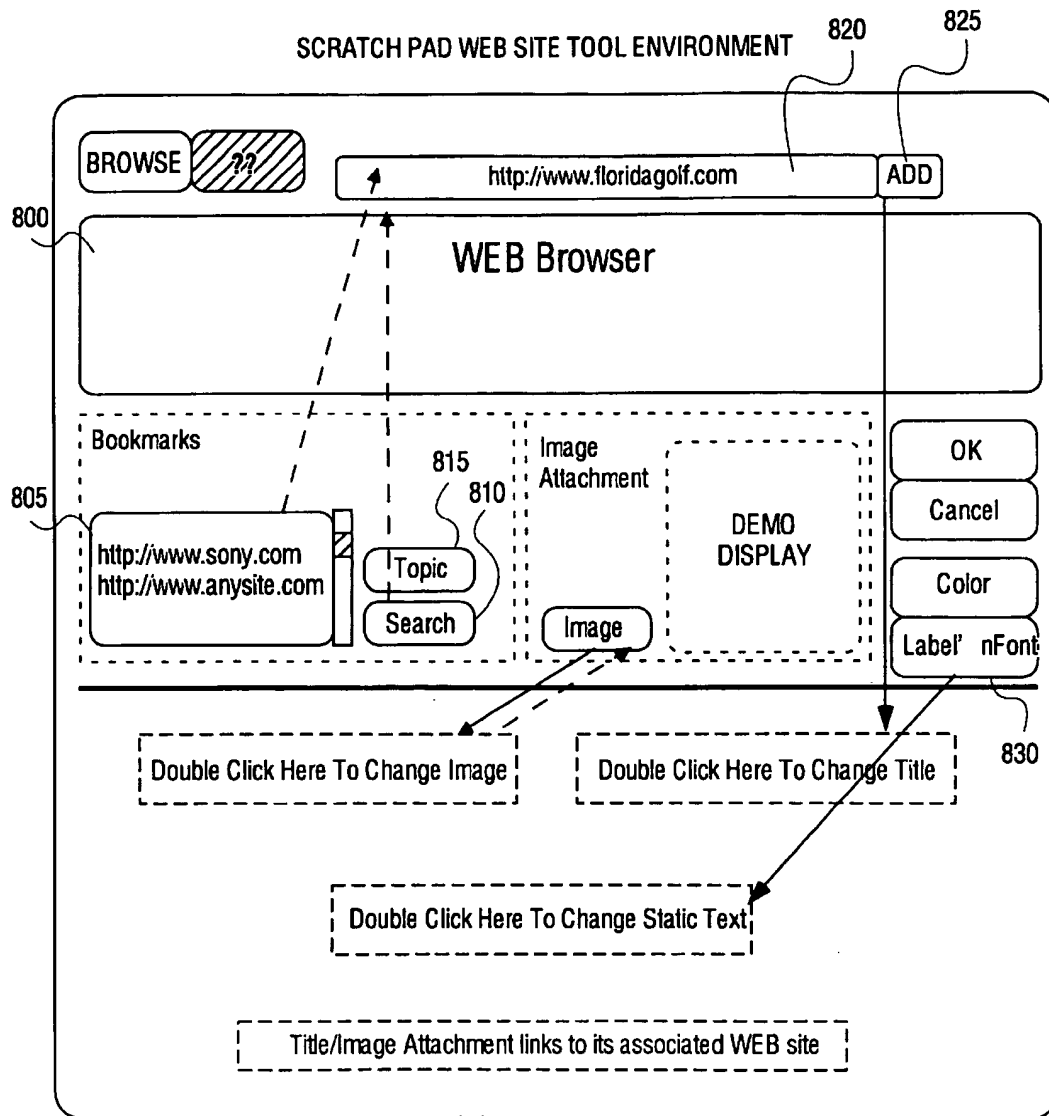 SCRATCH PAD WEB SITE TOOL ENVIRONMENT
820
825
BROWSE
??
http://www.floridagolf.com
ADD
800
WEB Browser
Bookmarks
815
810
805
http://www.sony.com
http://www.anysite.com
Topic
Search
Image
Attachment
DEMO
DISPLAY
Image
OK
Cancel
Color
Label' nFont
830
Double Click Here To Change Image
Double Click Here To Change Title
Double Click Here To Change Static Text
Title/Image Attachment links to its associated WEB site